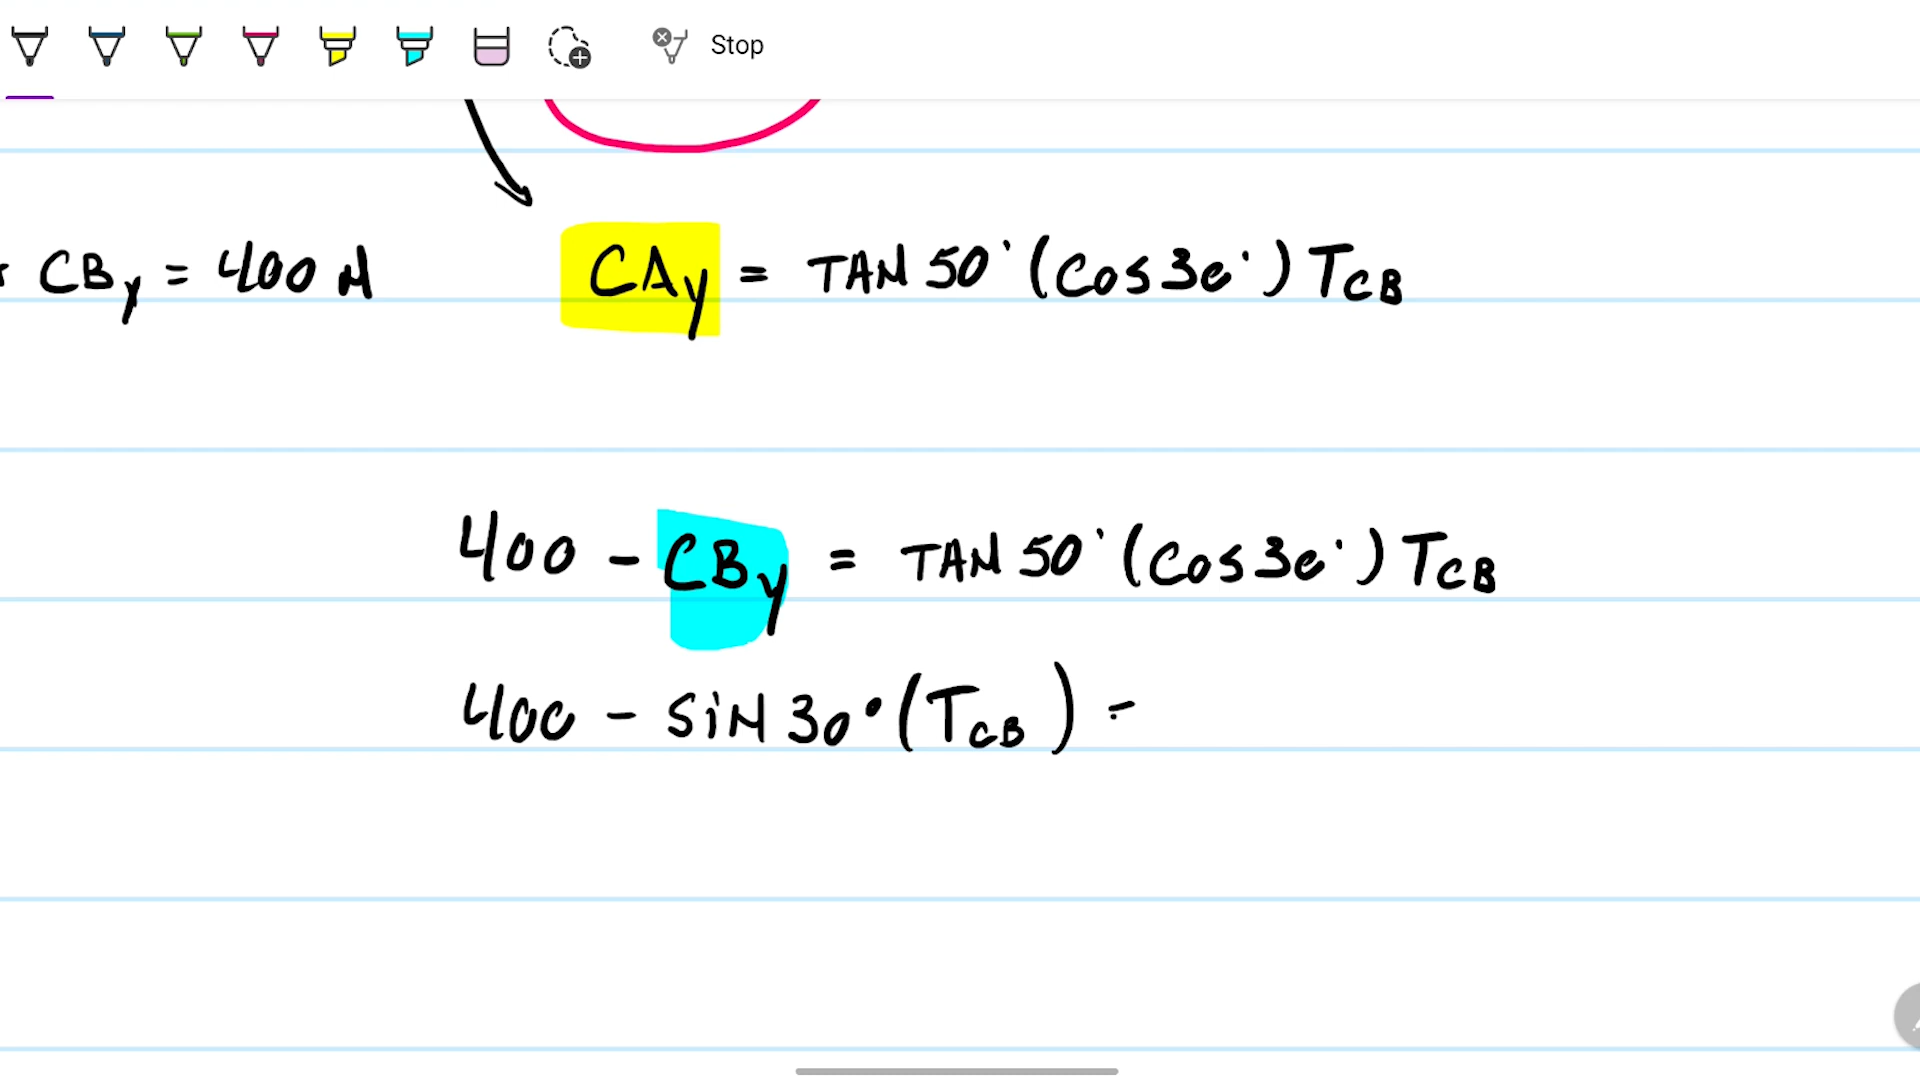 Stop
CBy = 400 N
CAy = TAN 50° (Cos 30°) TCB
400 - CBy = TAN 50° (Cos 30°) TCB
400 - SiN 30° (TCB) =